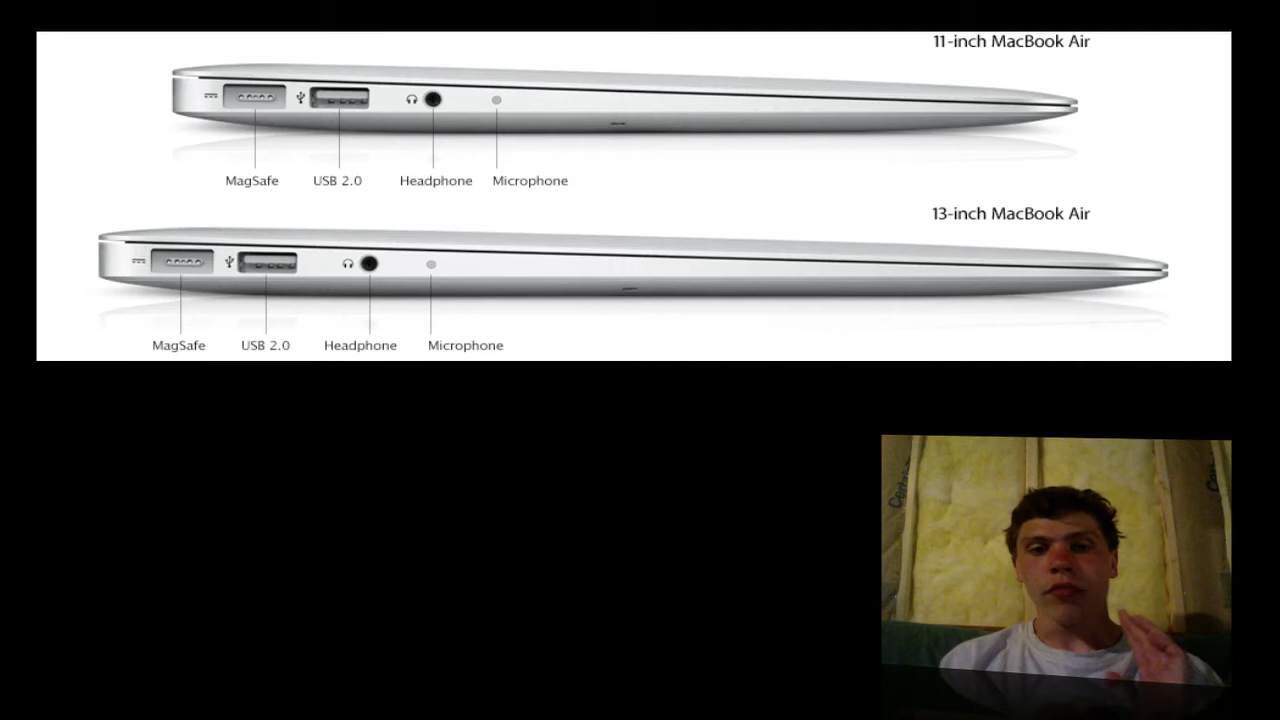 11-inch MacBook Air
MagSafe USB 2.0 Headphone Microphone
13-inch MacBook Air
MagSafe USB 2.0 Headphone Microphone